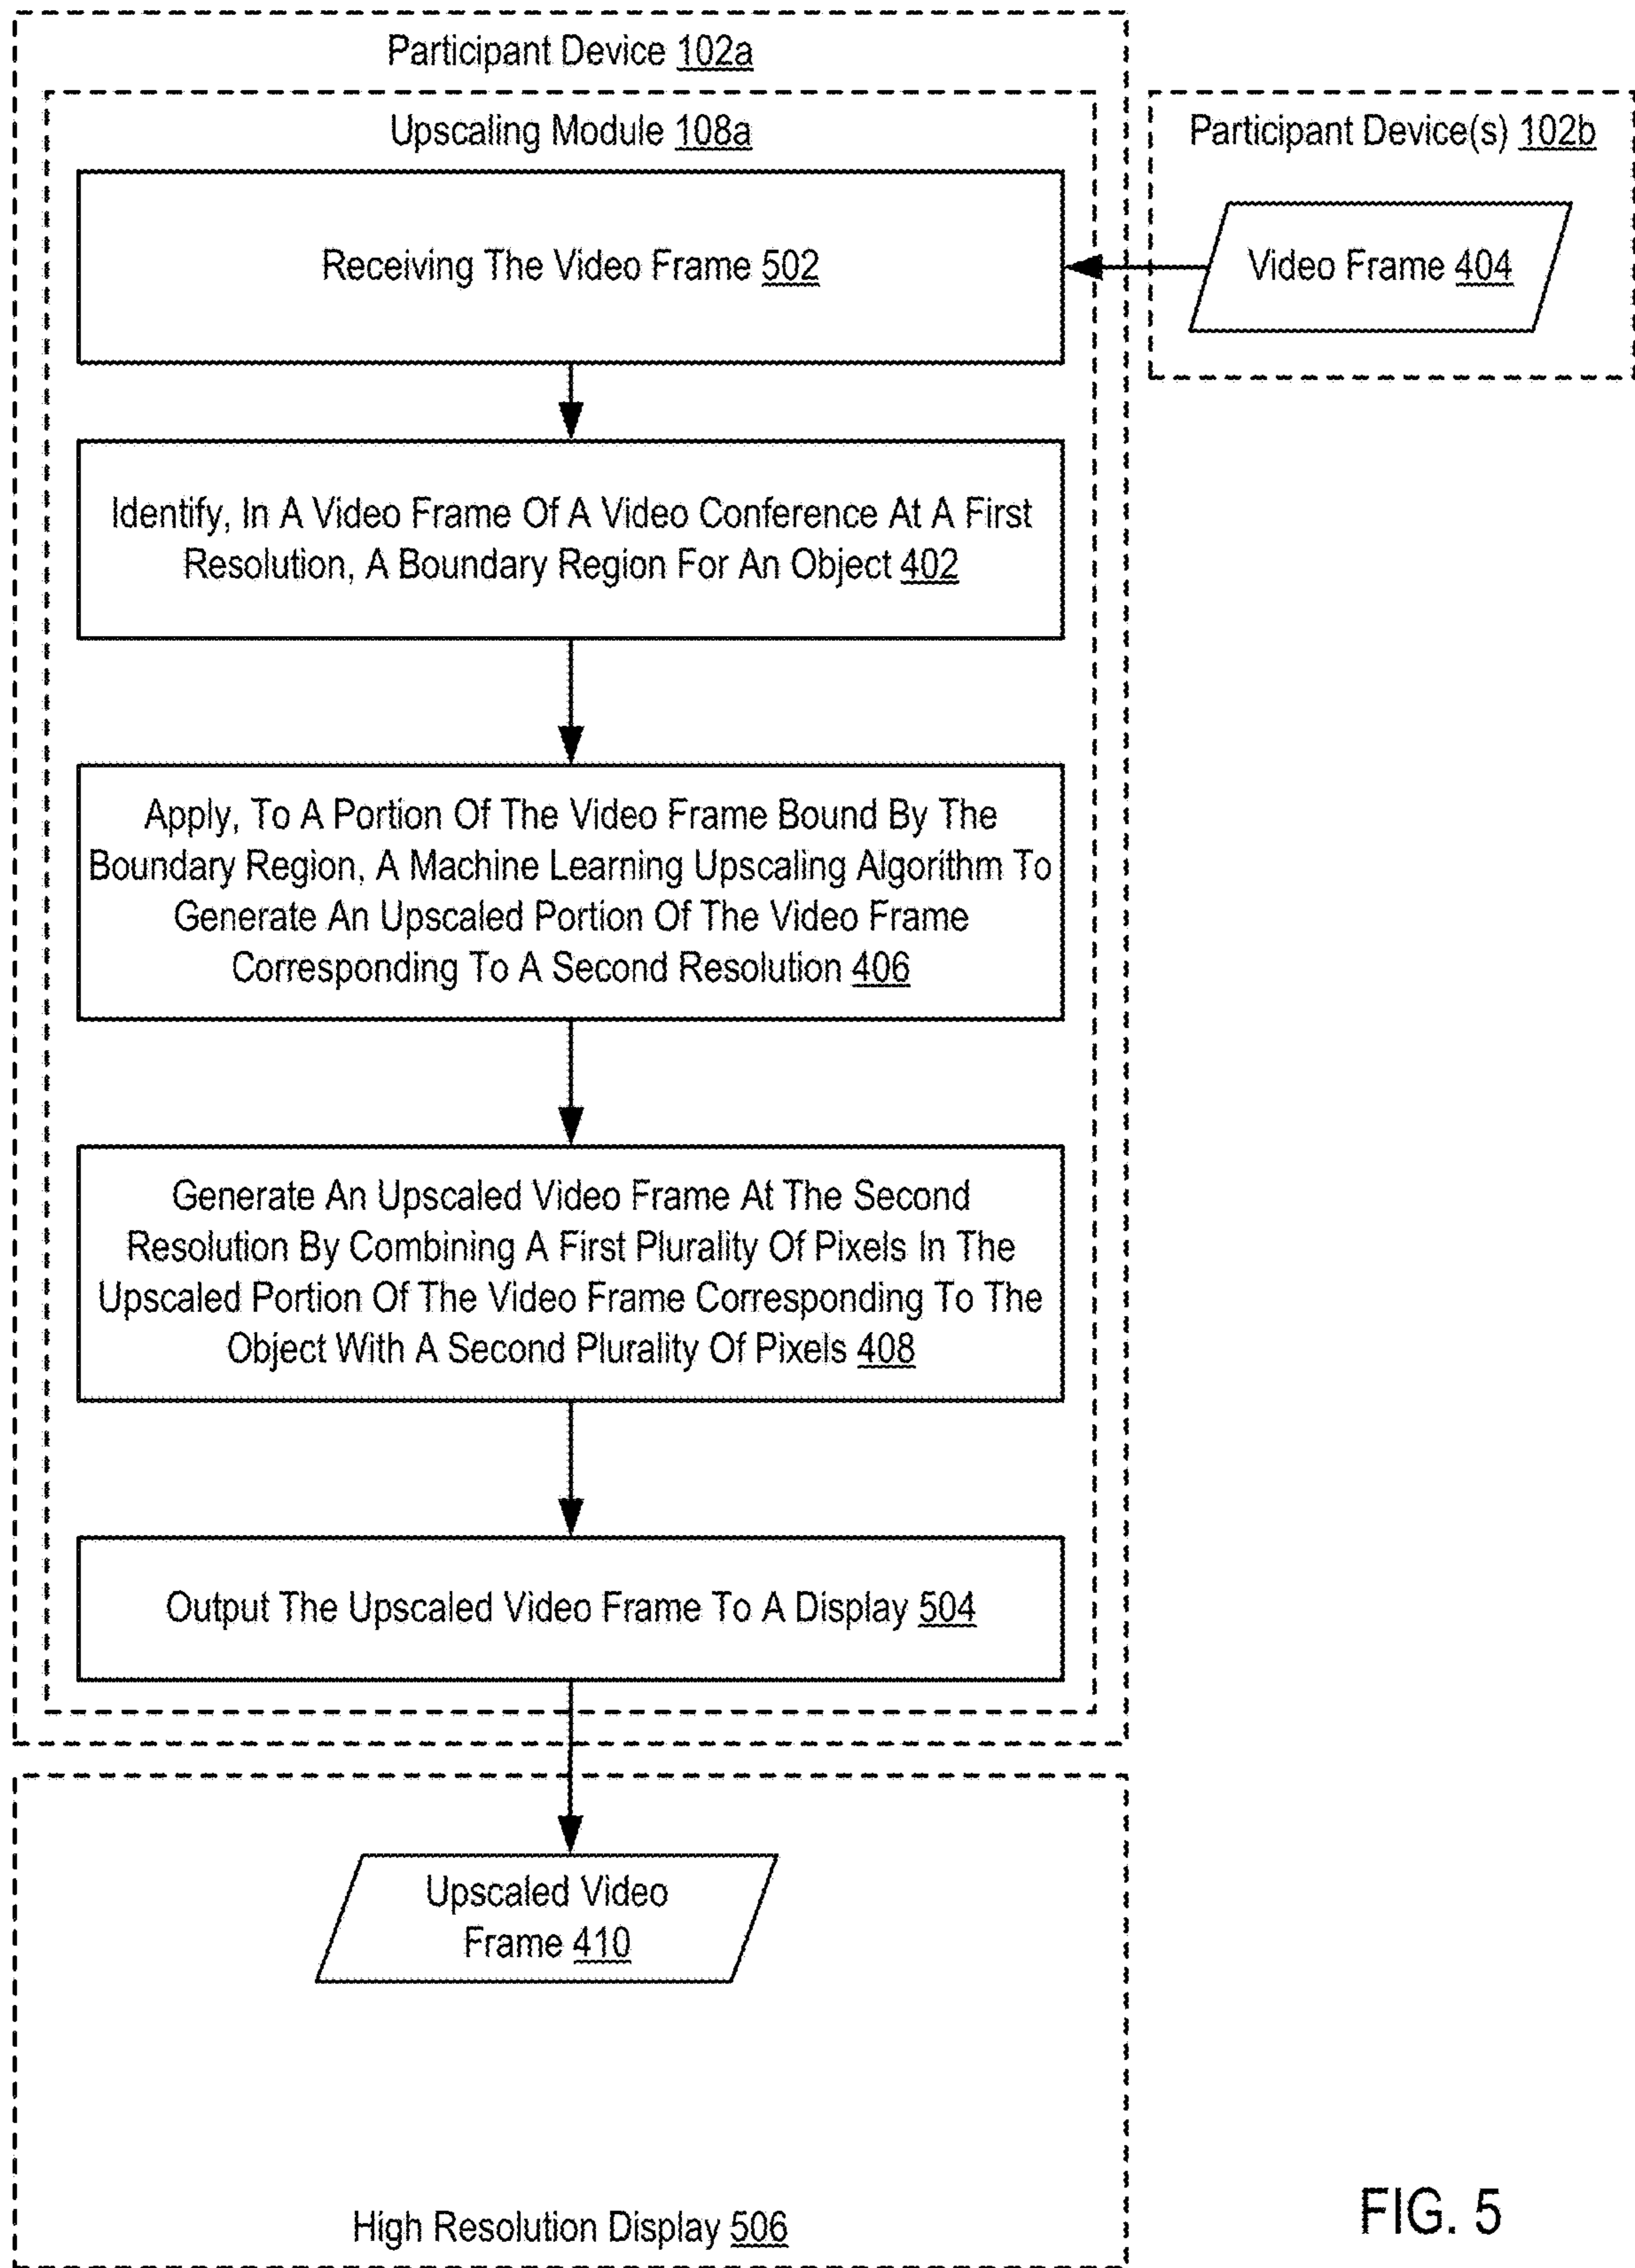 Participant Device 102a
Upscaling Module 108a
Participant Device(s) 102b
Receiving The Video Frame 502
Video Frame 404
Identify, In A Video Frame Of A Video Conference At A First
Resolution, A Boundary Region For An Object 402
Apply, To A Portion Of The Video Frame Bound By The
Boundary Region, A Machine Learning Upscaling Algorithm To
Generate An Upscaled Portion Of The Video Frame
Corresponding To A Second Resolution 406
Generate An Upscaled Video Frame At The Second
Resolution By Combining A First Plurality Of Pixels In The
Upscaled Portion Of The Video Frame Corresponding To The
Object With A Second Plurality Of Pixels 408
Output The Upscaled Video Frame To A Display 504
Upscaled Video
Frame 410
High Resolution Display 506
FIG. 5